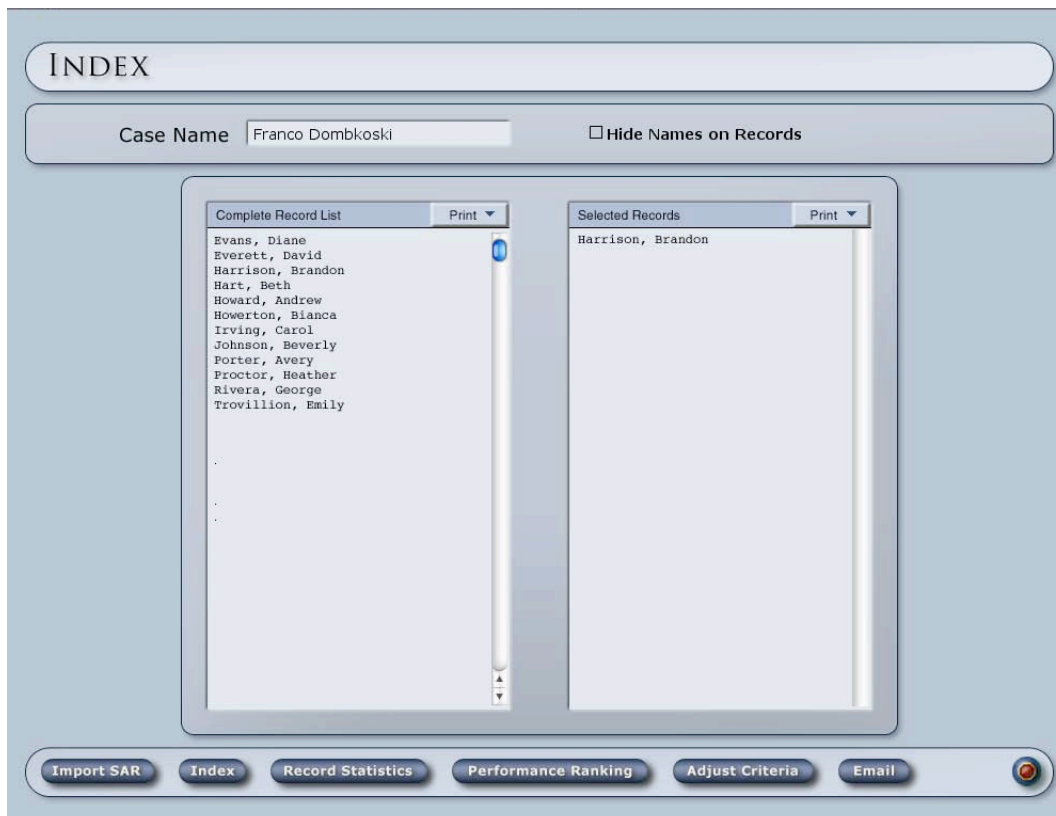 INDEX
Case Name Franco Dombkoski Hide Names on Records
Complete Record List Print
Evans, Diane
Everett, David
Harrison, Brandon
Hart, Beth
Howard, Andrew
Howerton, Bianca
Irving, Carol
Johnson, Beverly
Porter, Avery
Proctor, Heather
Rivera, George
Trovillion, Emily
.
.
.
Selected Records Print
Harrison, Brandon
Import SAR Index Record Statistics Performance Ranking Adjust Criteria Email